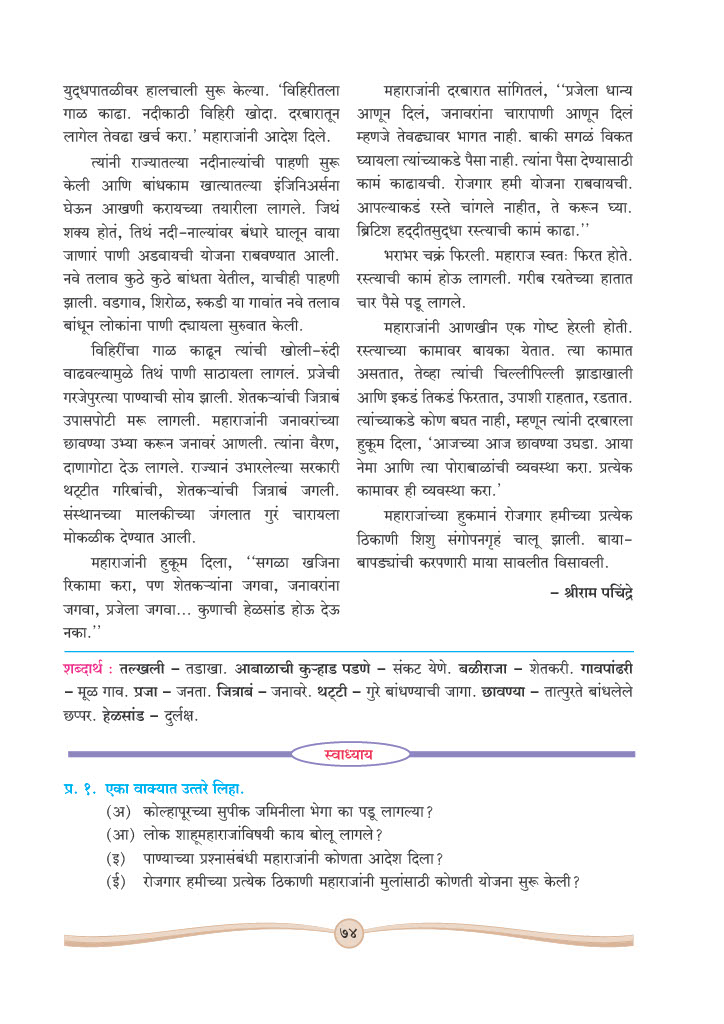 युद्धपातळीवर हालचाली सुरू केल्या. ‘विहिरीतला
गाळ काढा. नदीकाठी विहिरी खोदा. दरबारातून
लागेल तेवढा खर्च करा.’ महाराजांनी आदेश दिले.
त्यांनी राज्यातल्या नदीनाल्यांची पाहणी सुरू
केली आणि बांधकाम खात्यातल्या इंजिनिअर्सना
घेऊन आखणी करायच्या तयारीला लागले. जिथं
शक्य होतं, तिथं नदी-नाल्यांवर बंधारे घालून वाया
जाणारं पाणी अडवायची योजना राबवण्यात आली.
नवे तलाव कुठे कुठे बांधता येतील, याचीही पाहणी
झाली. वडगाव, शिरोळ, रुकडी या गावांत नवे तलाव
बांधून लोकांना पाणी द्यायला सुरुवात केली.
विहिरींचा गाळ काढून त्यांची खोली-रुंदी
वाढवल्यामुळे तिथं पाणी साठायला लागलं. प्रजेची
गरजेपुरत्या पाण्याची सोय झाली. शेतकऱ्यांची जित्राबं
उपासपोटी मरू लागली. महाराजांनी जनावरांच्या
छावण्या उभ्या करून जनावरं आणली. त्यांना वैरण,
दाणागोटा देऊ लागले. राज्यानं उभारलेल्या सरकारी
थट्टीत गरिबांची, शेतकऱ्यांची जित्राबं जगली.
संस्थानच्या मालकीच्या जंगलात गुरं चारायला
मोकळीक देण्यात आली.
महाराजांनी हुकूम दिला, ‘‘सगळा खजिना
रिकामा करा, पण शेतकऱ्यांना जगवा, जनावरांना
जगवा, प्रजेला जगवा... कुणाची हेळसांड होऊ देऊ
नका.’’
महाराजांनी दरबारात सांगितलं, ‘‘प्रजेला धान्य
आणून दिलं, जनावरांना चारापाणी आणून दिलं
म्हणजे तेवढ्यावर भागत नाही. बाकी सगळं विकत
घ्यायला त्यांच्याकडे पैसा नाही. त्यांना पैसा देण्यासाठी
कामं काढायची. रोजगार हमी योजना राबवायची.
आपल्याकडं रस्ते चांगले नाहीत, ते करून घ्या.
ब्रिटिश हद्दीतसुद्धा रस्त्याची कामं काढा.’’
भराभर चक्रं फिरली. महाराज स्वतः फिरत होते.
रस्त्याची कामं होऊ लागली. गरीब रयतेच्या हातात
चार पैसे पडू लागले.
महाराजांनी आणखीन एक गोष्ट हेरली होती.
रस्त्याच्या कामावर बायका येतात. त्या कामात
असतात, तेव्हा त्यांची चिल्लीपिल्ली झाडाखाली
आणि इकडं तिकडं फिरतात, उपाशी राहतात, रडतात.
त्यांच्याकडे कोण बघत नाही, म्हणून त्यांनी दरबारला
हुकूम दिला, ‘आजच्या आज छावण्या उघडा. आया
नेमा आणि त्या पोराबाळांची व्यवस्था करा. प्रत्येक
कामावर ही व्यवस्था करा.’
महाराजांच्या हुकमानं रोजगार हमीच्या प्रत्येक
ठिकाणी शिशु संगोपनगृहं चालू झाली. बाया-
बापड्यांची करपणारी माया सावलीत विसावली.
– श्रीराम पचिंद्रे
शब्दार्थ : तल्खली – तडाखा. आबाळाची कुऱ्हाड पडणे – संकट येणे. बळीराजा – शेतकरी. गावपांढरी
– मूळ गाव. प्रजा – जनता. जित्राबं – जनावरे. थट्टी – गुरे बांधण्याची जागा. छावण्या – तात्पुरते बांधलेले
छप्पर. हेळसांड – दुर्लक्ष.
स्वाध्याय
प्र. १. एका वाक्यात उत्तरे लिहा.
(अ) कोल्हापूरच्या सुपीक जमिनीला भेगा का पडू लागल्या?
(आ) लोक शाहूमहाराजांविषयी काय बोलू लागले?
(इ) पाण्याच्या प्रश्नासंबंधी महाराजांनी कोणता आदेश दिला?
(ई) रोजगार हमीच्या प्रत्येक ठिकाणी महाराजांनी मुलांसाठी कोणती योजना सुरू केली?
७४